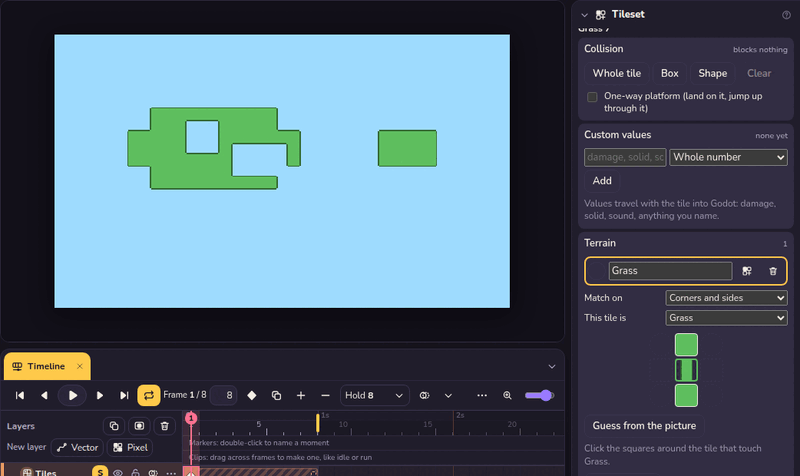 Tileset
Grass 7
Collision
blocks nothing
Whole tile
Box
Shape
Clear
One-way platform (land on it, jump up
through it)
Custom values
none yet
damage, solid, sc
Whole number
Add
Values travel with the tile into Godot: damage,
solid, sound, anything you name.
Terrain
1
Grass
Match on
Corners and sides
This tile is
Grass
Guess from the picture
Click the squares around the tile that touch
Grass.
Timeline
Frame 1 / 8
8
Hold 8
Layers
1
5
1s
10
15
2s
20
New layer
Vector
Pixel
Markers: double-click to name a moment
Clips: drag across frames to make one, like idle or run
Tiles
S